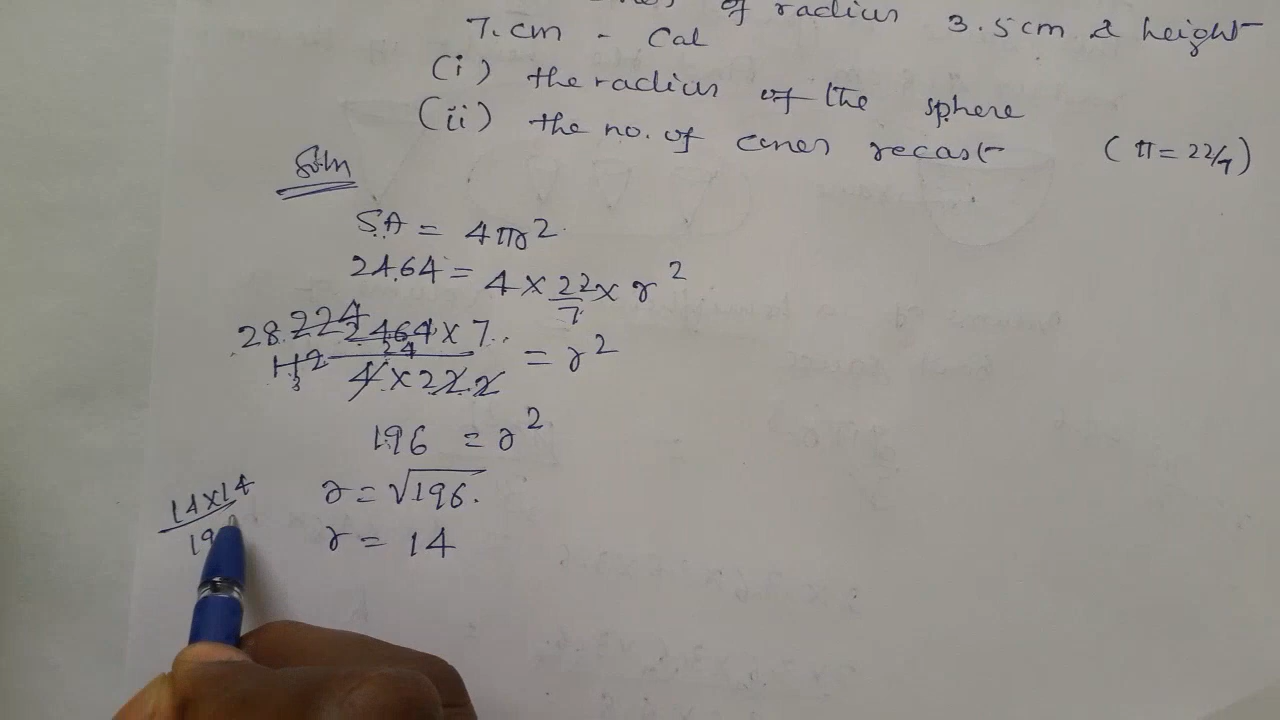 of radius 3.5cm & height
7.cm - Cal
(i) the radius of the sphere
(ii) the no. of cones recast (π = 22/7)
Soln
S.A = 4πr2.
2464 = 4 × 22/7 × r2
2464 × 7 / 4 × 22 = r2
196 = r2
r = √196.
r = 14
14×14